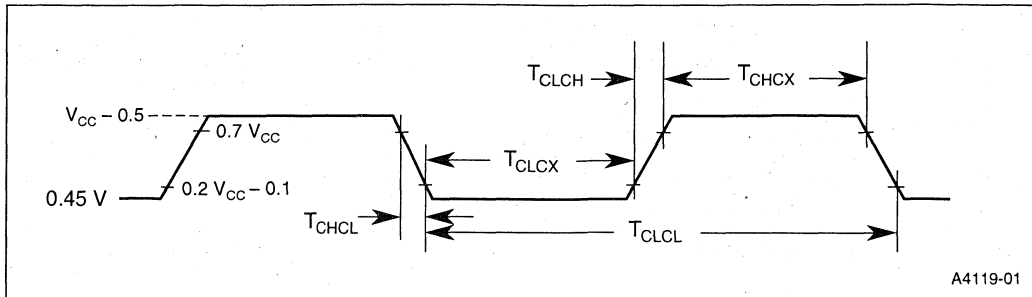 T_CLCH
T_CHCX
V_CC – 0.5
0.7 V_CC
T_CLCX
0.2 V_CC – 0.1
0.45 V
T_CHCL
T_CLCL
A4119-01